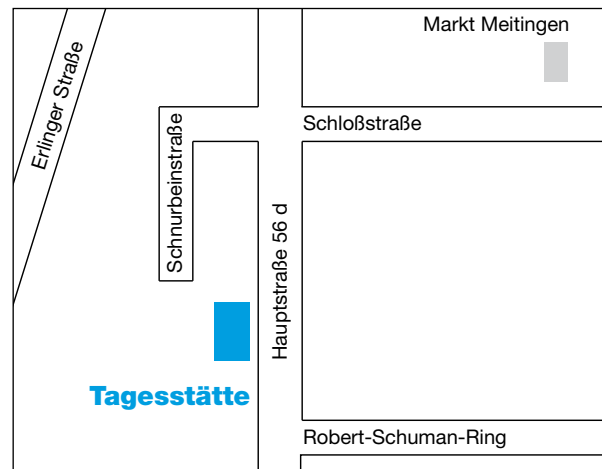 Markt Meitingen
Erlinger Straße
Schloßstraße
Schnurbeinstraße
Hauptstraße 56 d
Tagesstätte
Robert-Schuman-Ring